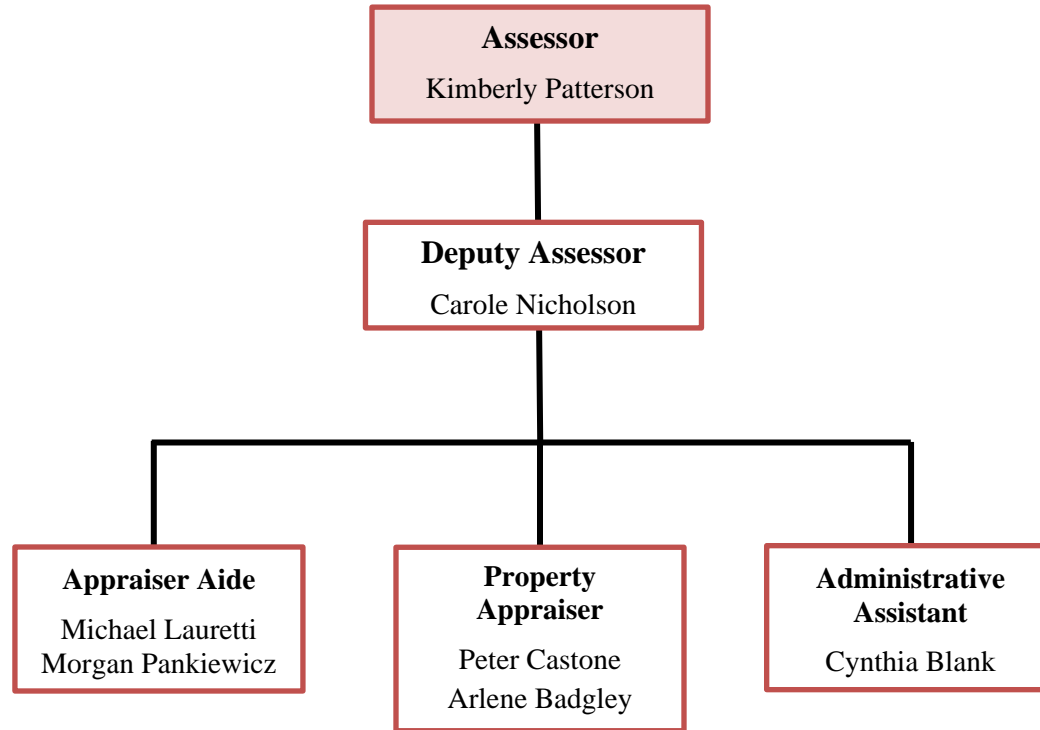 Assessor
Kimberly Patterson
Deputy Assessor
Carole Nicholson
Appraiser Aide
Michael Lauretti
Morgan Pankiewicz
Property
Appraiser
Peter Castone
Arlene Badgley
Administrative
Assistant
Cynthia Blank